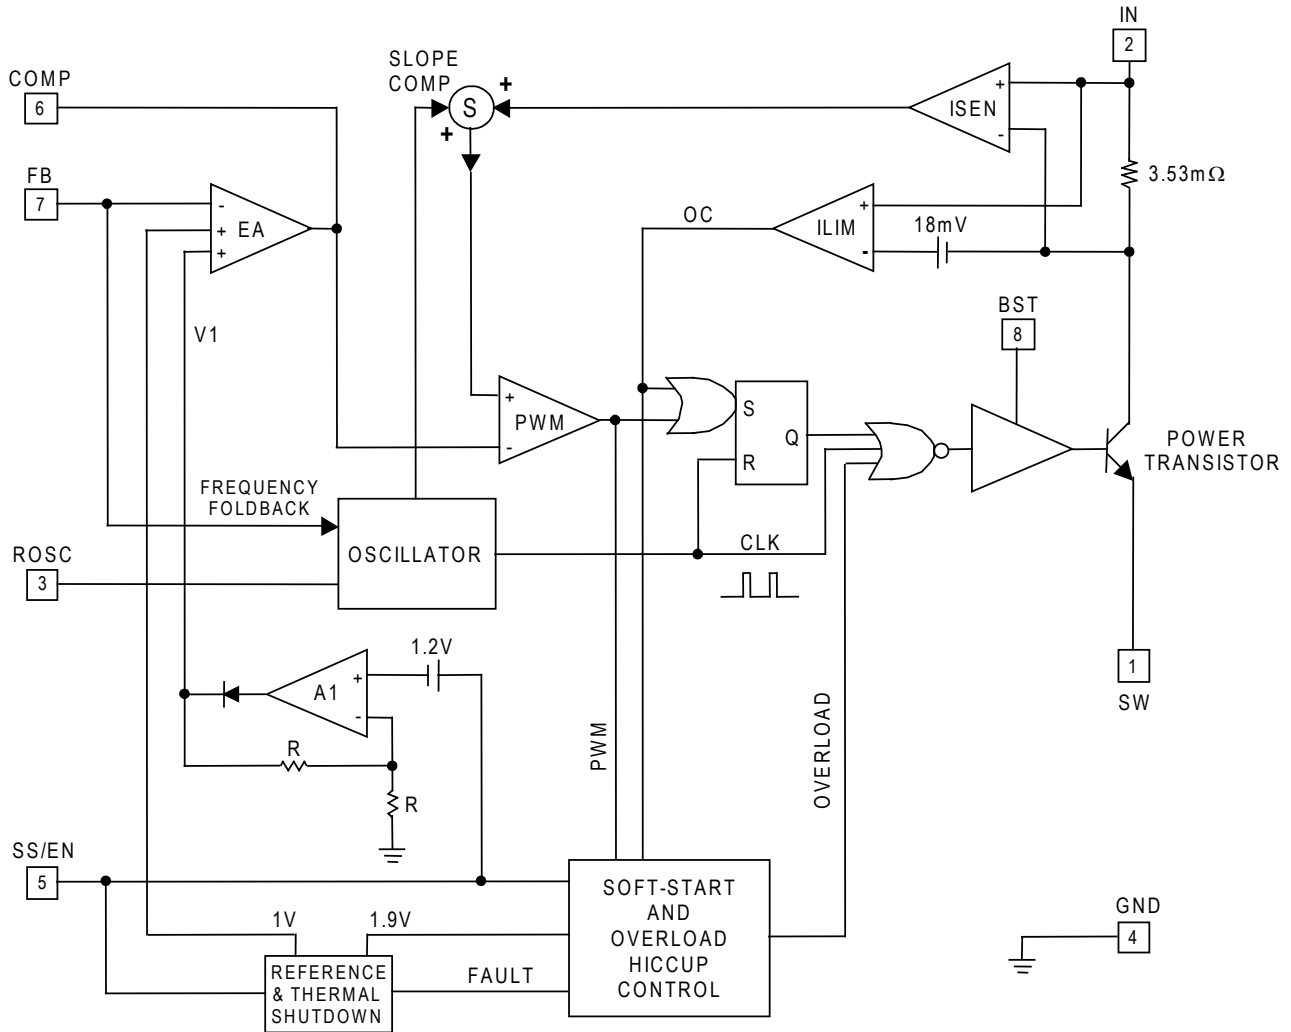 IN
2
SLOPE
COMP
+
S
+
COMP
6
+
ISEN
-
FB
7
3.53mΩ
-
+
EA
+
OC
+
ILIM
-
18mV
V1
BST
8
+
PWM
-
S
Q
R
POWER
TRANSISTOR
FREQUENCY
FOLDBACK
OSCILLATOR
CLK
ROSC
3
1.2V
+
A1
-
1
SW
R
R
PWM
OVERLOAD
SS/EN
5
SOFT-START
AND
OVERLOAD
HICCUP
CONTROL
1V
1.9V
GND
4
REFERENCE
& THERMAL
SHUTDOWN
FAULT